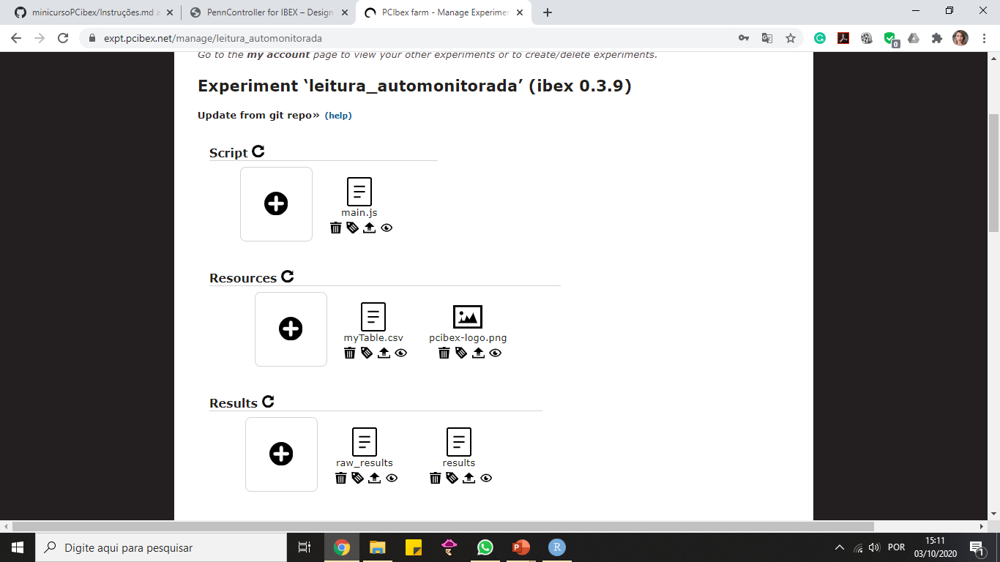 minicursoPCibex/Instruções.md a
PennController for IBEX – Design
PCIbex farm - Manage Experimen
expt.pcibex.net/manage/leitura_automonitorada
0
Go to the my account page to view your other experiments or to create/delete experiments.
Experiment ‘leitura_automonitorada’ (ibex 0.3.9)
Update from git repo» (help)
Script
main.js
Resources
myTable.csv
pcibex-logo.png
Results
raw_results
results
Digite aqui para pesquisar
R
POR
15:11
03/10/2020
1